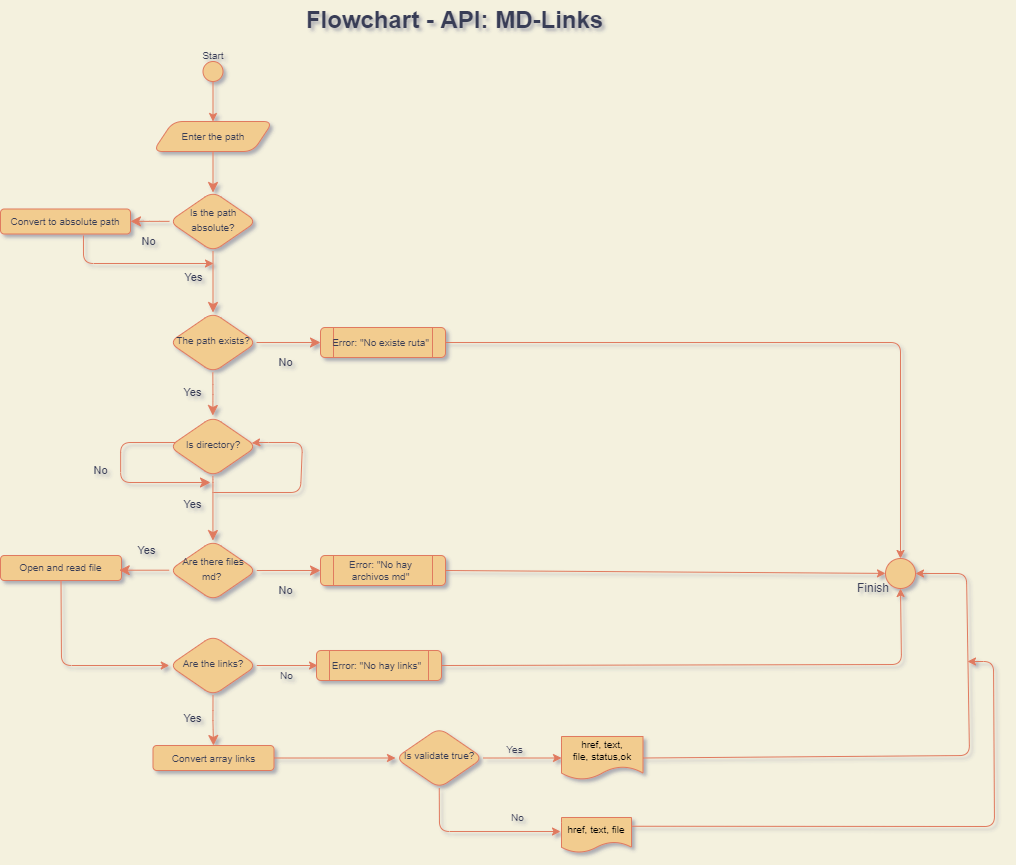 Flowchart - API: MD-Links
Start
Enter the path
Is the path
absolute?
Convert to absolute path
No
Yes
The path exists?
Error: "No existe ruta"
No
Yes
Is directory?
No
Yes
Yes
Are there files
md?
Open and read file
Error: "No hay
archivos md"
No
Finish
Are the links?
Error: "No hay links"
No
Yes
Convert array links
Is validate true?
Yes
href, text,
file, status,ok
No
href, text, file